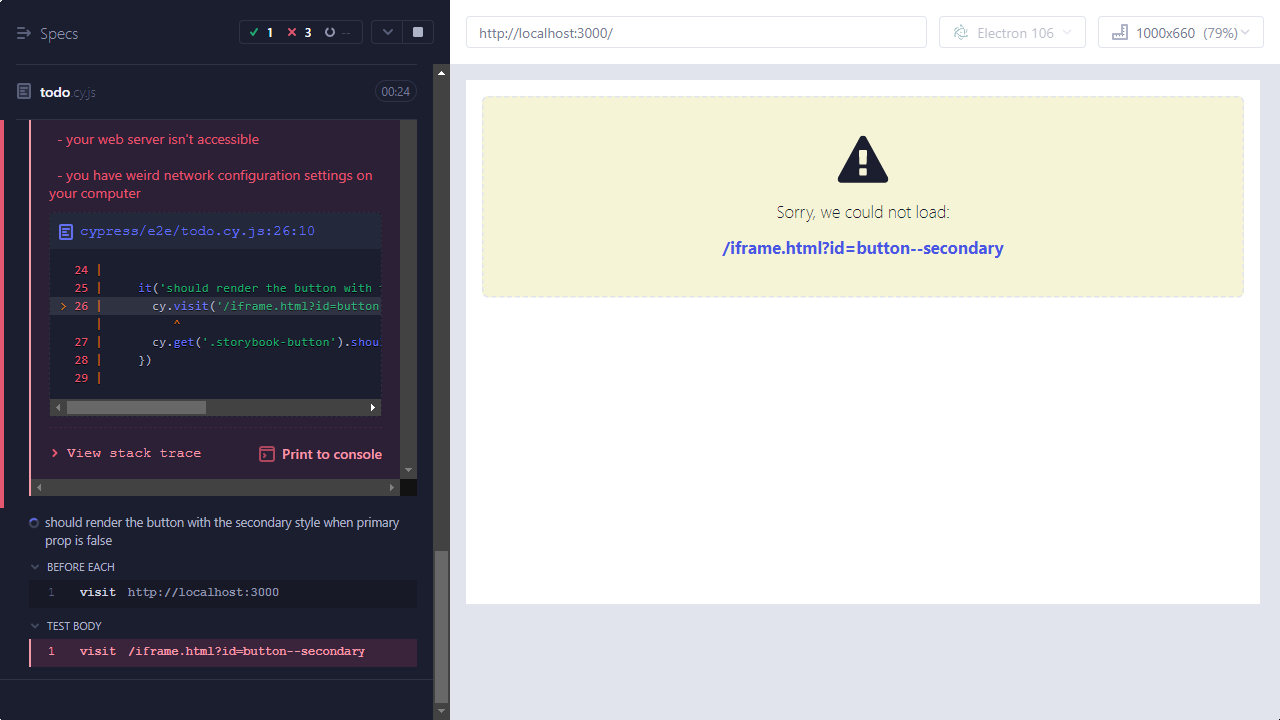 Specs
1 3 --
todo.cy.js 00:24
- your web server isn't accessible
- you have weird network configuration settings on
your computer
cypress/e2e/todo.cy.js:26:10
24 |
25 | it('should render the button with
> 26 | cy.visit('/iframe.html?id=button
| ^
27 | cy.get('.storybook-button').shou
28 | })
29 |
> View stack trace Print to console
should render the button with the secondary style when primary
prop is false
BEFORE EACH
1 visit http://localhost:3000
TEST BODY
1 visit /iframe.html?id=button--secondary
http://localhost:3000/
Electron 106
1000x660 (79%)
Sorry, we could not load:
/iframe.html?id=button--secondary